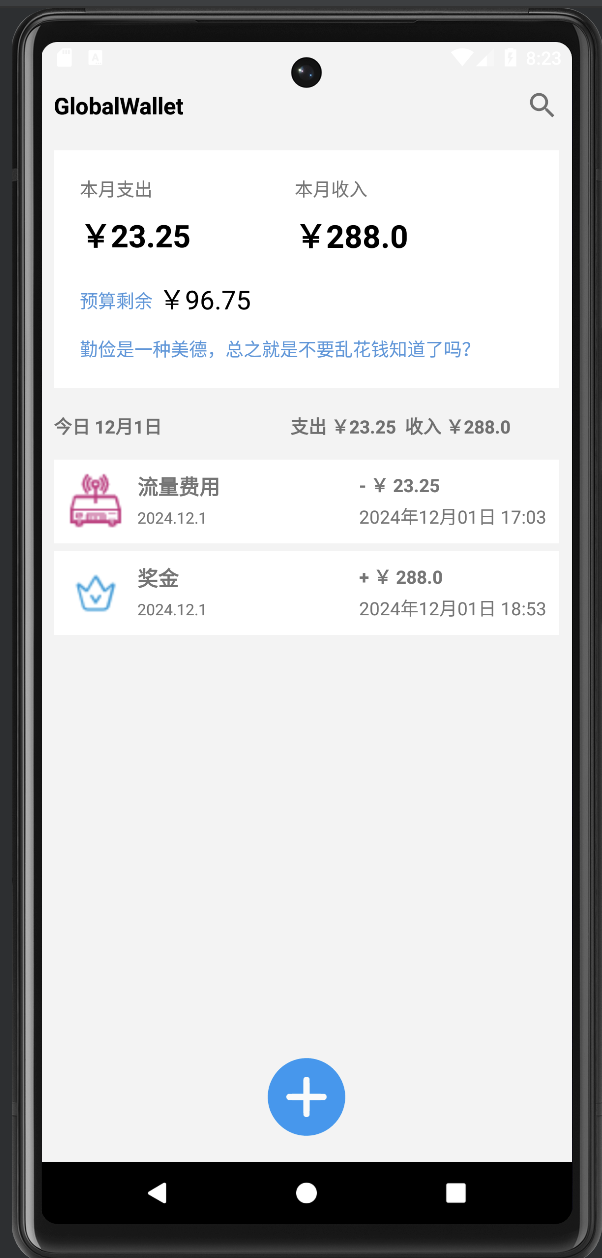 8:23
GlobalWallet
本月支出 本月收入
￥23.25 ￥288.0
预算剩余 ￥96.75
勤俭是一种美德，总之就是不要乱花钱知道了吗？
今日 12月1日 支出 ￥23.25 收入 ￥288.0
流量费用 - ￥ 23.25
2024.12.1 2024年12月01日 17:03
奖金 + ￥ 288.0
2024.12.1 2024年12月01日 18:53